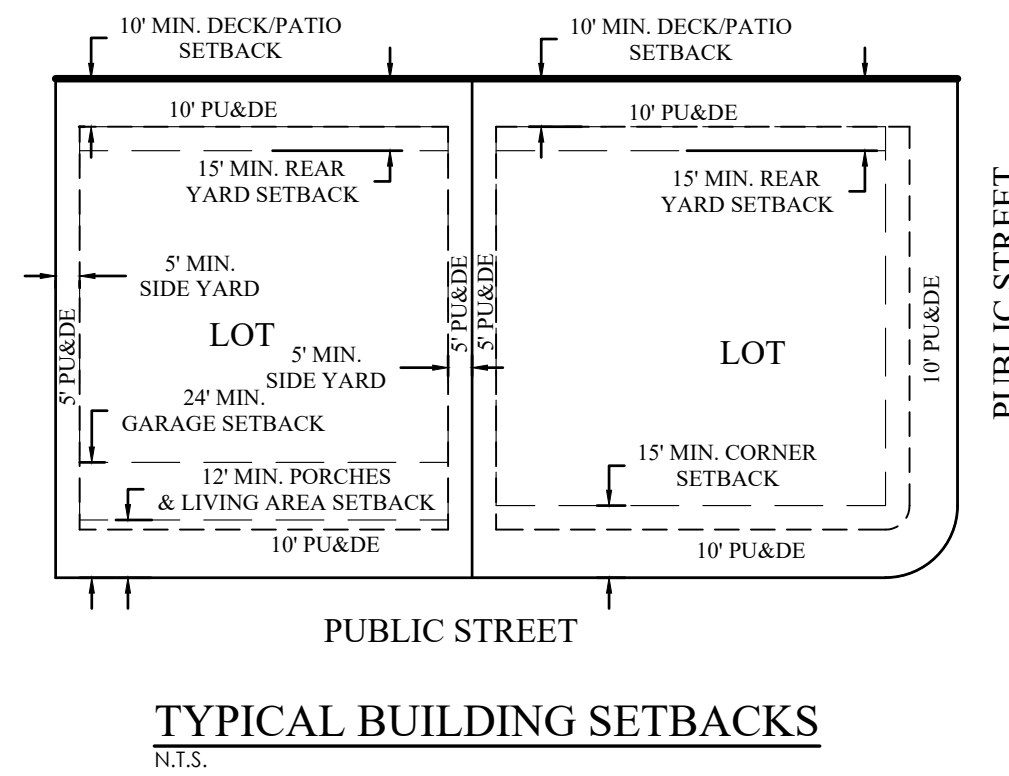 10' MIN. DECK/PATIO
SETBACK
10' MIN. DECK/PATIO
SETBACK
10' PU&DE
10' PU&DE
15' MIN. REAR
YARD SETBACK
15' MIN. REAR
YARD SETBACK
PUBLIC STREET
5' MIN.
SIDE YARD
5' PU&DE
LOT
5' MIN.
SIDE YARD
5' PU&DE
5' PU&DE
LOT
10' PU&DE
24' MIN.
GARAGE SETBACK
12' MIN. PORCHES
& LIVING AREA SETBACK
15' MIN. CORNER
SETBACK
10' PU&DE
10' PU&DE
PUBLIC STREET
TYPICAL BUILDING SETBACKS
N.T.S.